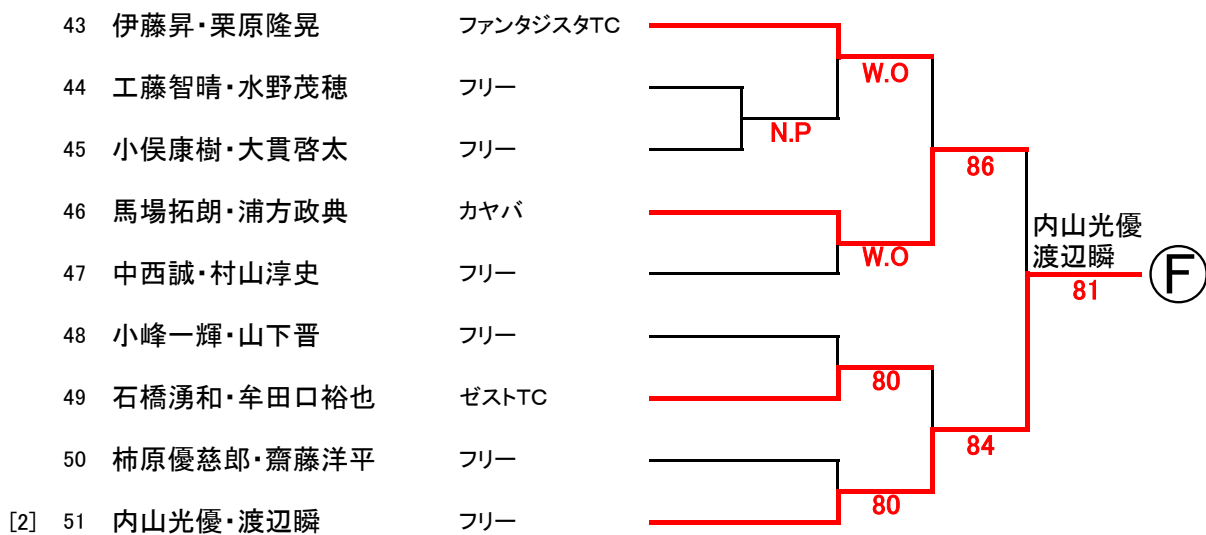 43 伊藤昇・栗原隆晃 ファンタジスタTC
W.O
44 工藤智晴・水野茂穂 フリー
N.P
45 小俣康樹・大貫啓太 フリー
86
46 馬場拓朗・浦方政典 カヤバ
内山光優
W.O
渡辺瞬
47 中西誠・村山淳史 フリー
F
81
48 小峰一輝・山下晋 フリー
80
49 石橋湧和・牟田口裕也 ゼストTC
84
50 柿原優慈郎・齋藤洋平 フリー
80
[2] 51 内山光優・渡辺瞬 フリー